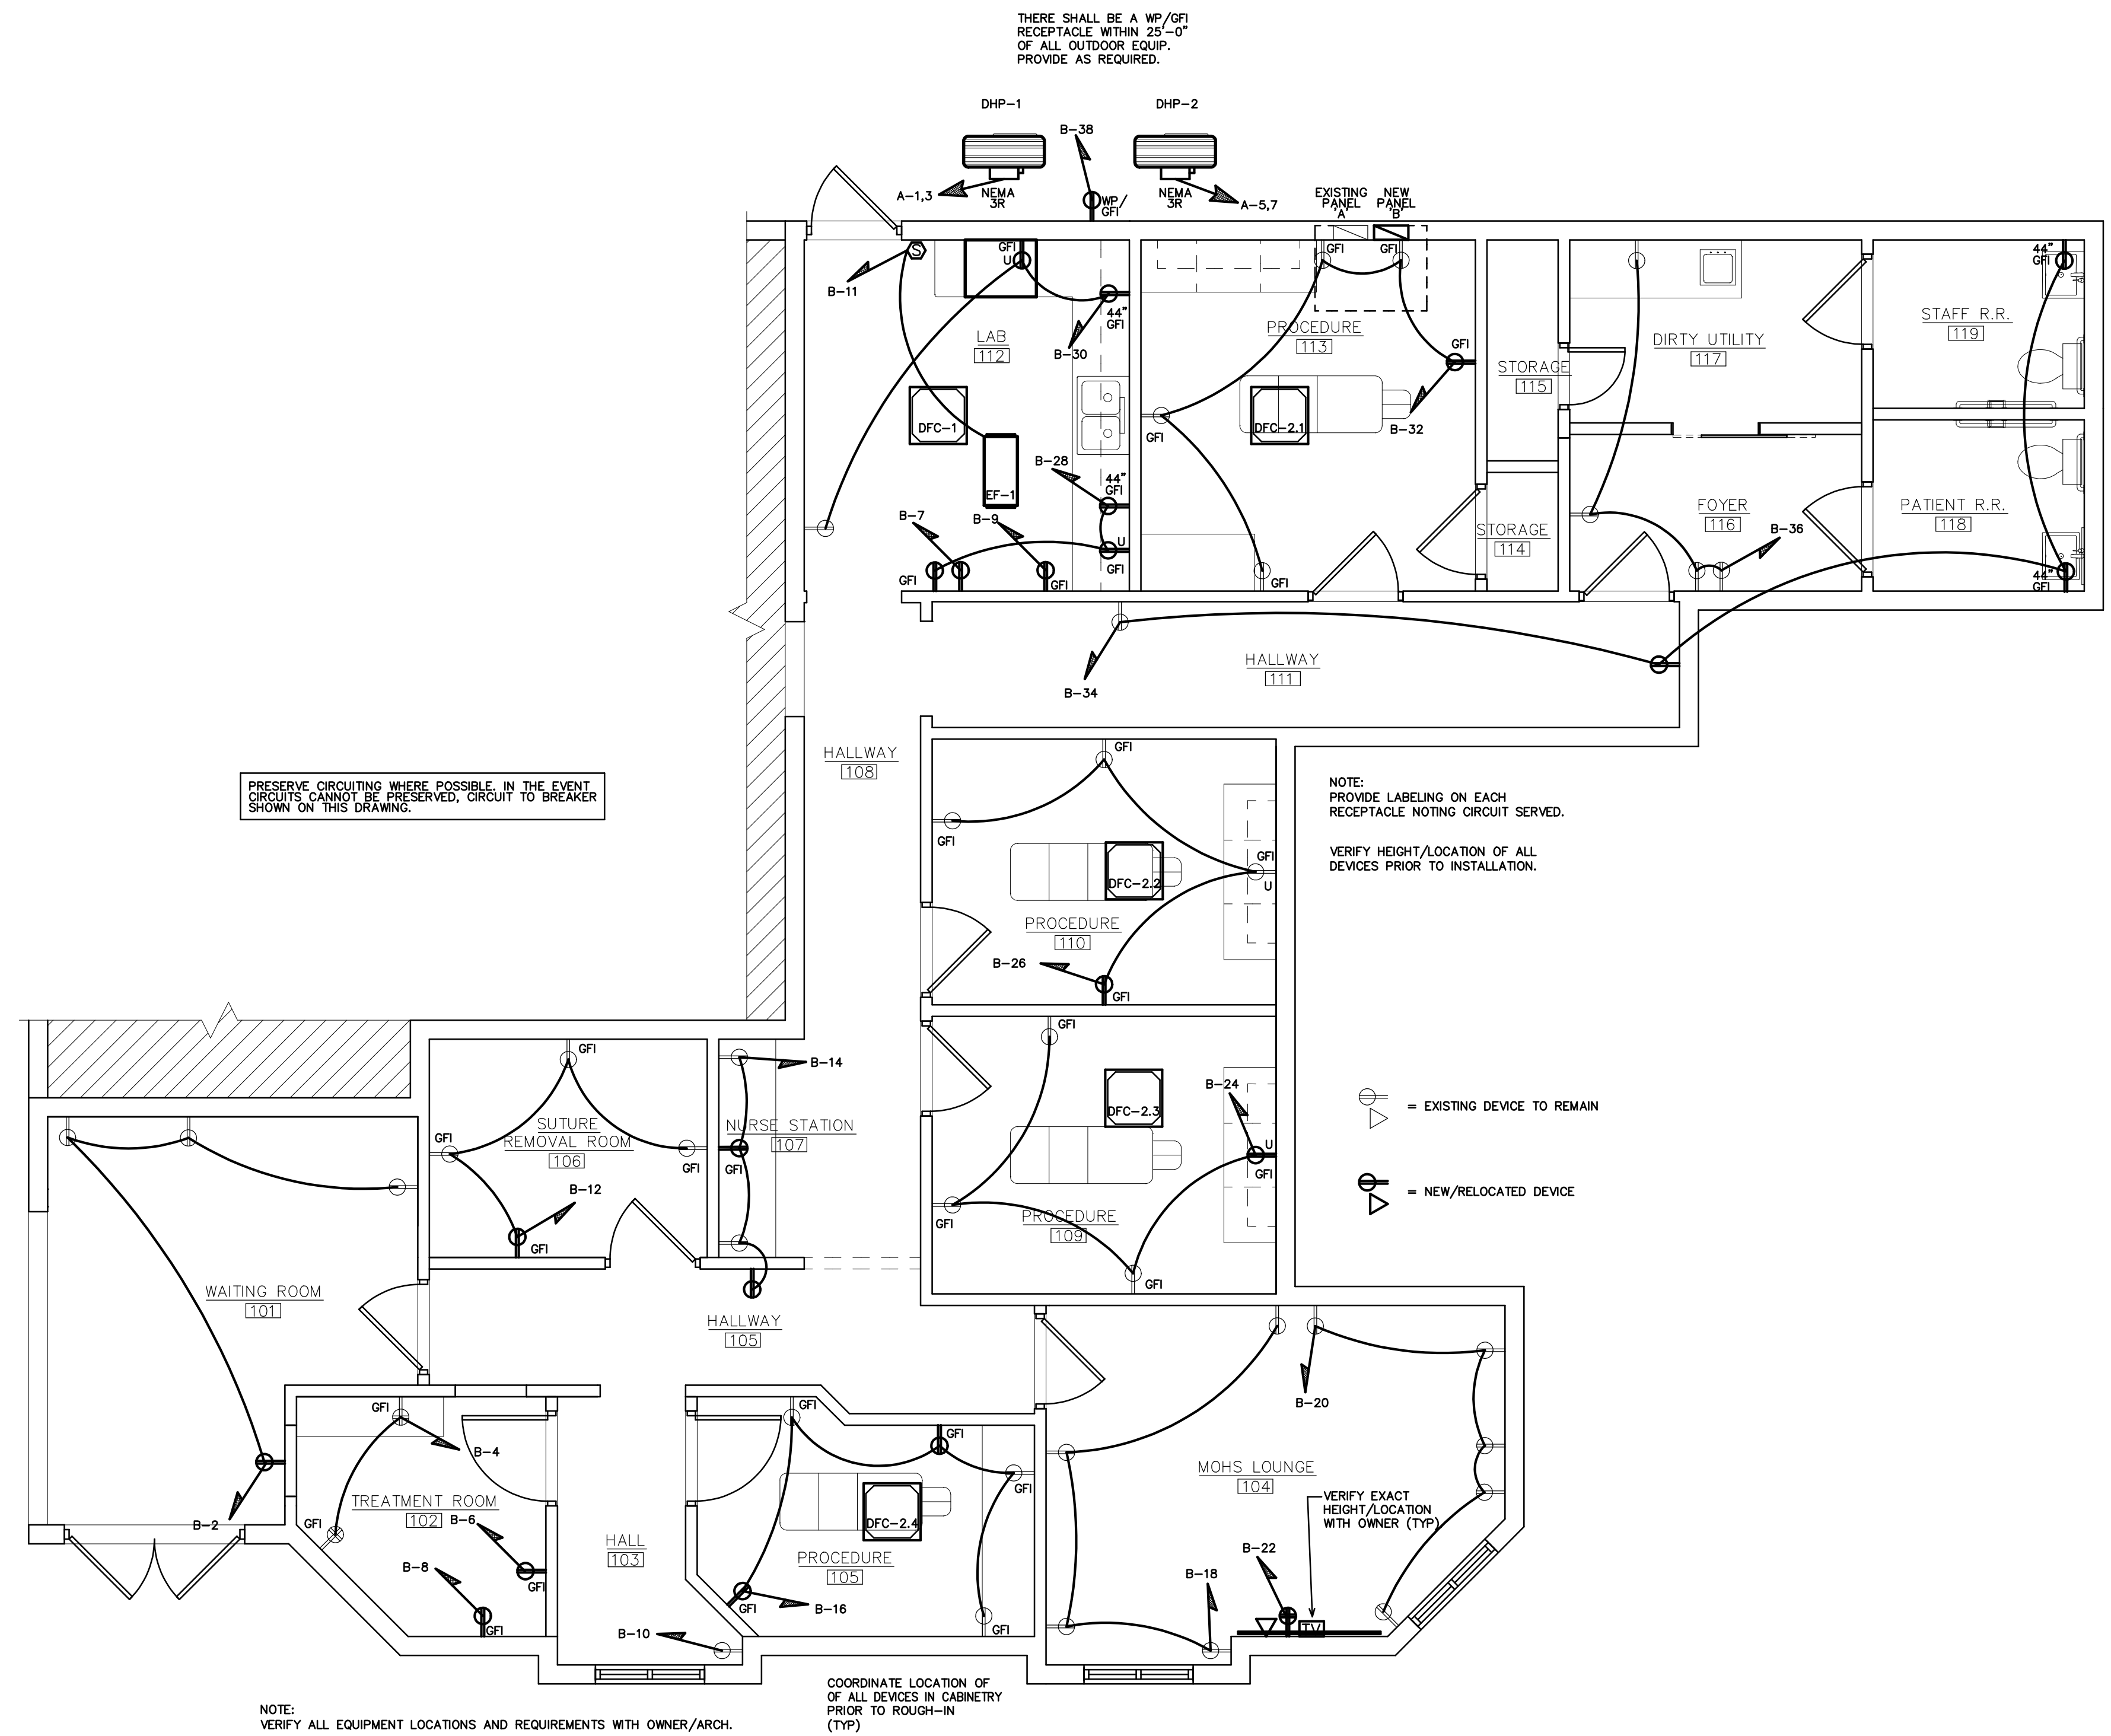 THERE SHALL BE A WP/GFI
RECEPTACLE WITHIN 25'-0"
OF ALL OUTDOOR EQUIP.
PROVIDE AS REQUIRED.
DHP-1
DHP-2
B-38
A-1,3
NEMA
3R
WP/
GFI
NEMA
3R
A-5,7
EXISTING
PANEL
'A'
NEW
PANEL
'B'
S
B-11
GFI
U
44"
GFI
B-30
LAB
112
DFC-1
EF-1
B-28
44"
GFI
B-7
B-9
U
GFI
GFI
GFI
GFI
GFI
PROCEDURE
113
GFI
DFC-2.1
B-32
GFI
GFI
STORAGE
115
STORAGE
114
DIRTY UTILITY
117
FOYER
116
B-36
44"
GFI
STAFF R.R.
119
PATIENT R.R.
118
44"
GFI
HALLWAY
111
B-34
HALLWAY
108
PRESERVE CIRCUITING WHERE POSSIBLE. IN THE EVENT
CIRCUITS CANNOT BE PRESERVED, CIRCUIT TO BREAKER
SHOWN ON THIS DRAWING.
GFI
GFI
GFI
U
DFC-2.2
PROCEDURE
110
B-26
GFI
NOTE:
PROVIDE LABELING ON EACH
RECEPTACLE NOTING CIRCUIT SERVED.
VERIFY HEIGHT/LOCATION OF ALL
DEVICES PRIOR TO INSTALLATION.
GFI
DFC-2.3
B-24
U
GFI
GFI
PROCEDURE
109
GFI
= EXISTING DEVICE TO REMAIN
= NEW/RELOCATED DEVICE
GFI
GFI
SUTURE
REMOVAL ROOM
106
GFI
B-12
GFI
B-14
NURSE STATION
107
GFI
WAITING ROOM
101
B-2
HALLWAY
105
GFI
B-4
GFI
TREATMENT ROOM
102
B-6
GFI
B-8
GFI
HALL
103
B-10
GFI
GFI
GFI
DFC-2.4
PROCEDURE
105
GFI
B-16
GFI
B-20
MOHS LOUNGE
104
VERIFY EXACT
HEIGHT/LOCATION
WITH OWNER (TYP)
B-22
B-18
TV
COORDINATE LOCATION OF
OF ALL DEVICES IN CABINETRY
PRIOR TO ROUGH-IN
(TYP)
NOTE:
VERIFY ALL EQUIPMENT LOCATIONS AND REQUIREMENTS WITH OWNER/ARCH.